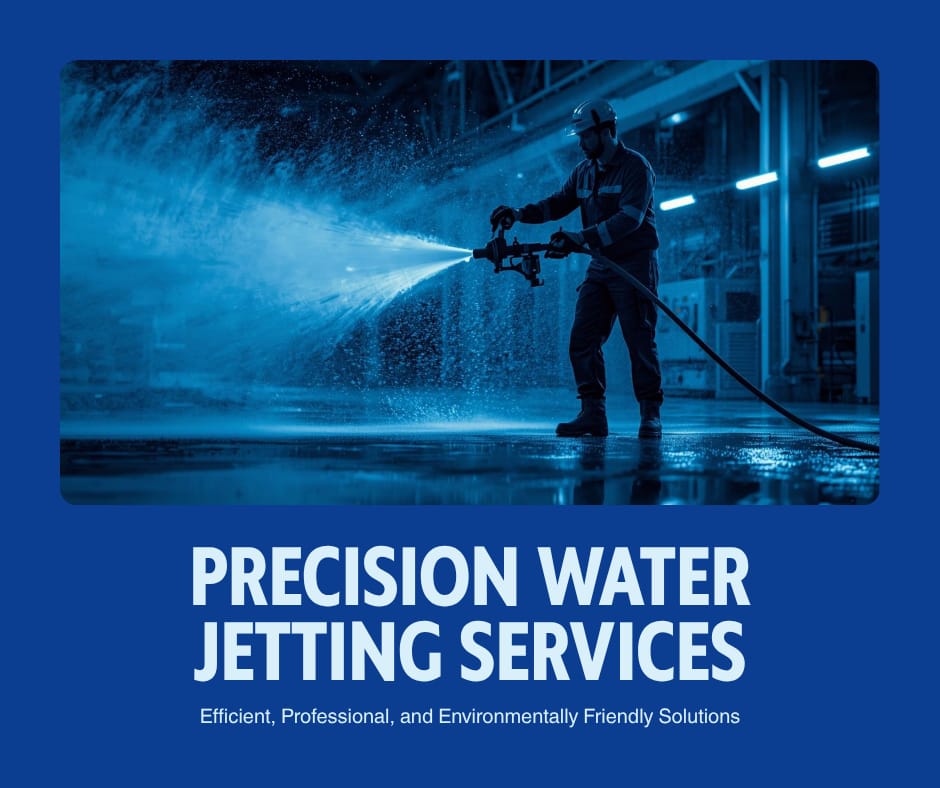 PRECISION WATER
JETTING SERVICES
Efficient, Professional, and Environmentally Friendly Solutions